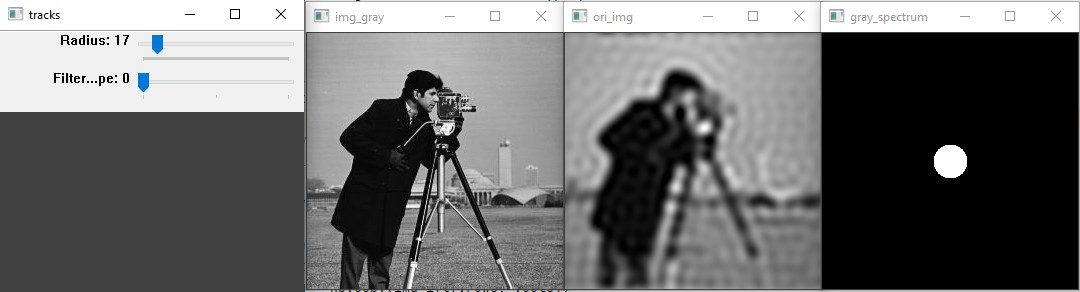 tracks
Radius: 17
Filter...pe: 0
img_gray
ori_img
gray_spectrum